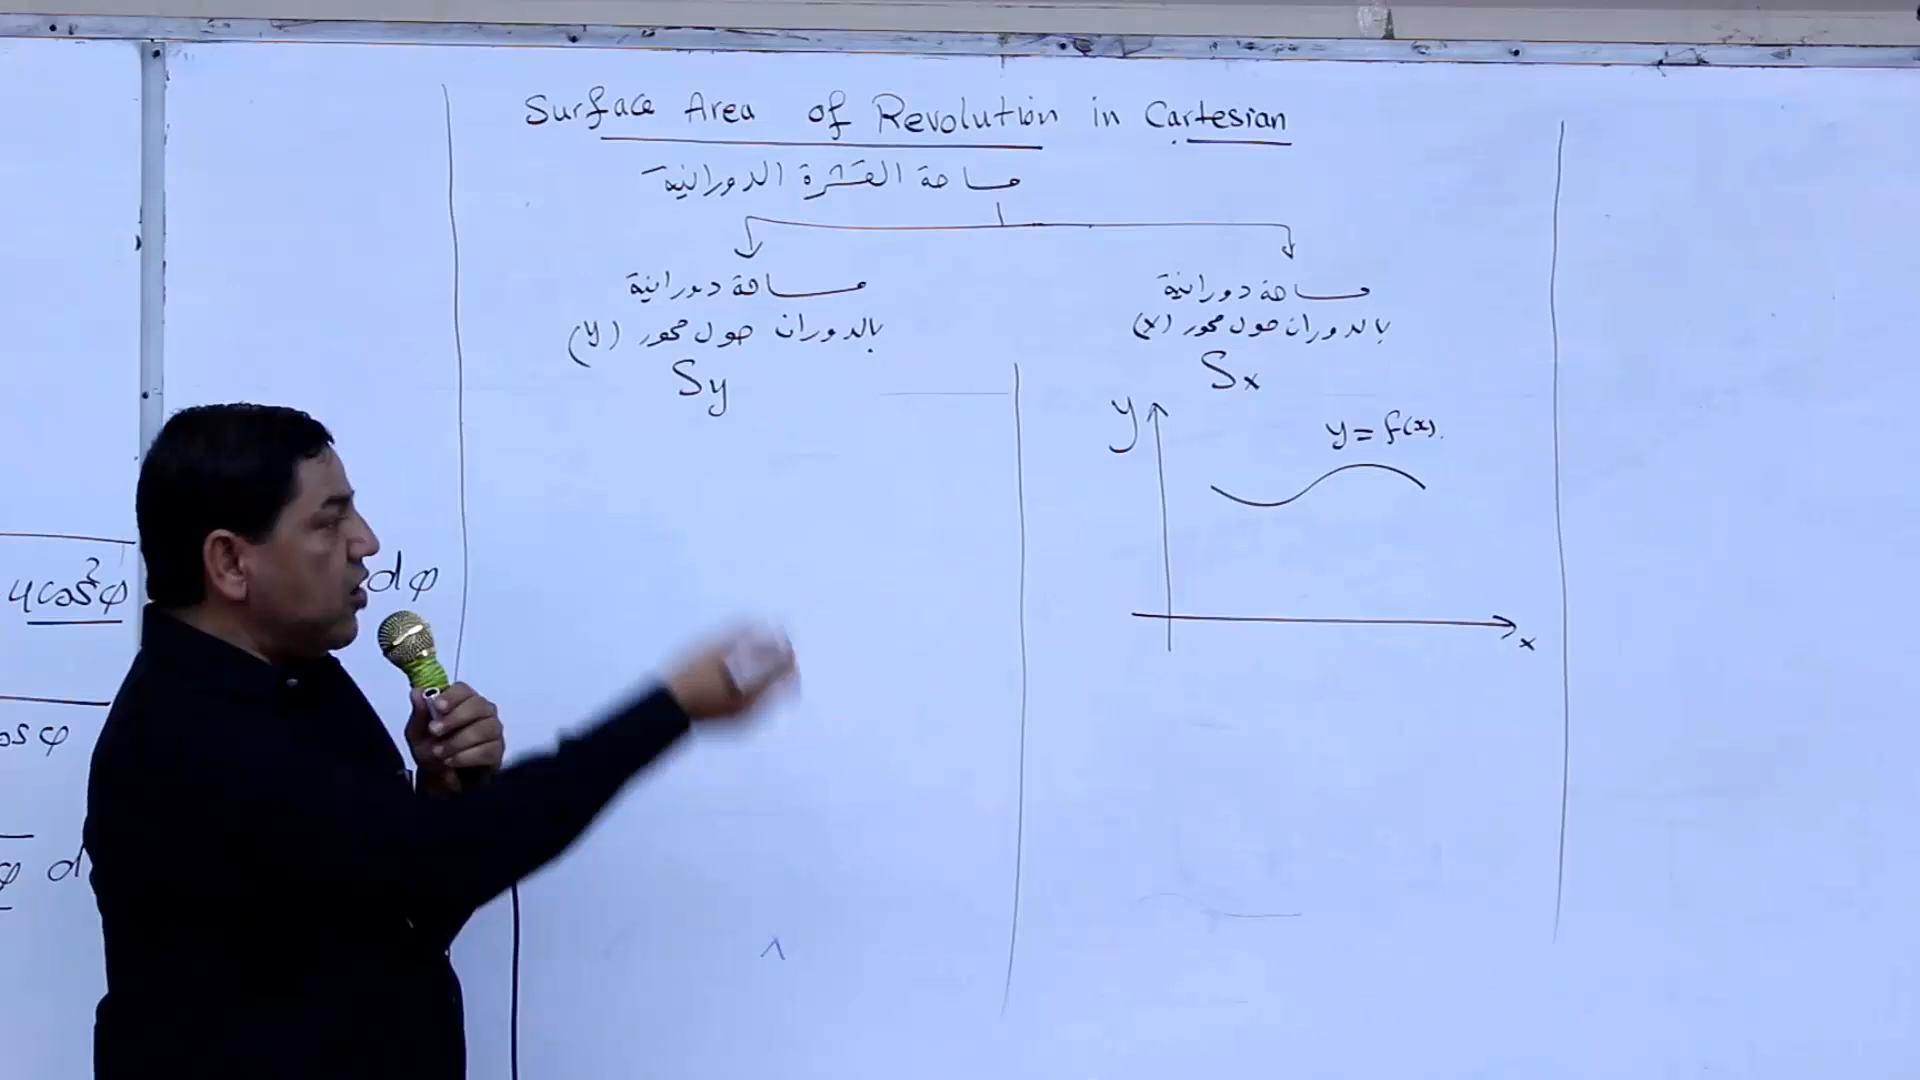 Surface Area of Revolution in Cartesian
مساحة القشرة الدورانية
مساحة دورانية
بالدوران حول محور (x)
Sx
y
y = f(x).
x
مساحة دورانية
بالدوران حول محور (y)
Sy
4cos²φ
dφ
osφ
φ d